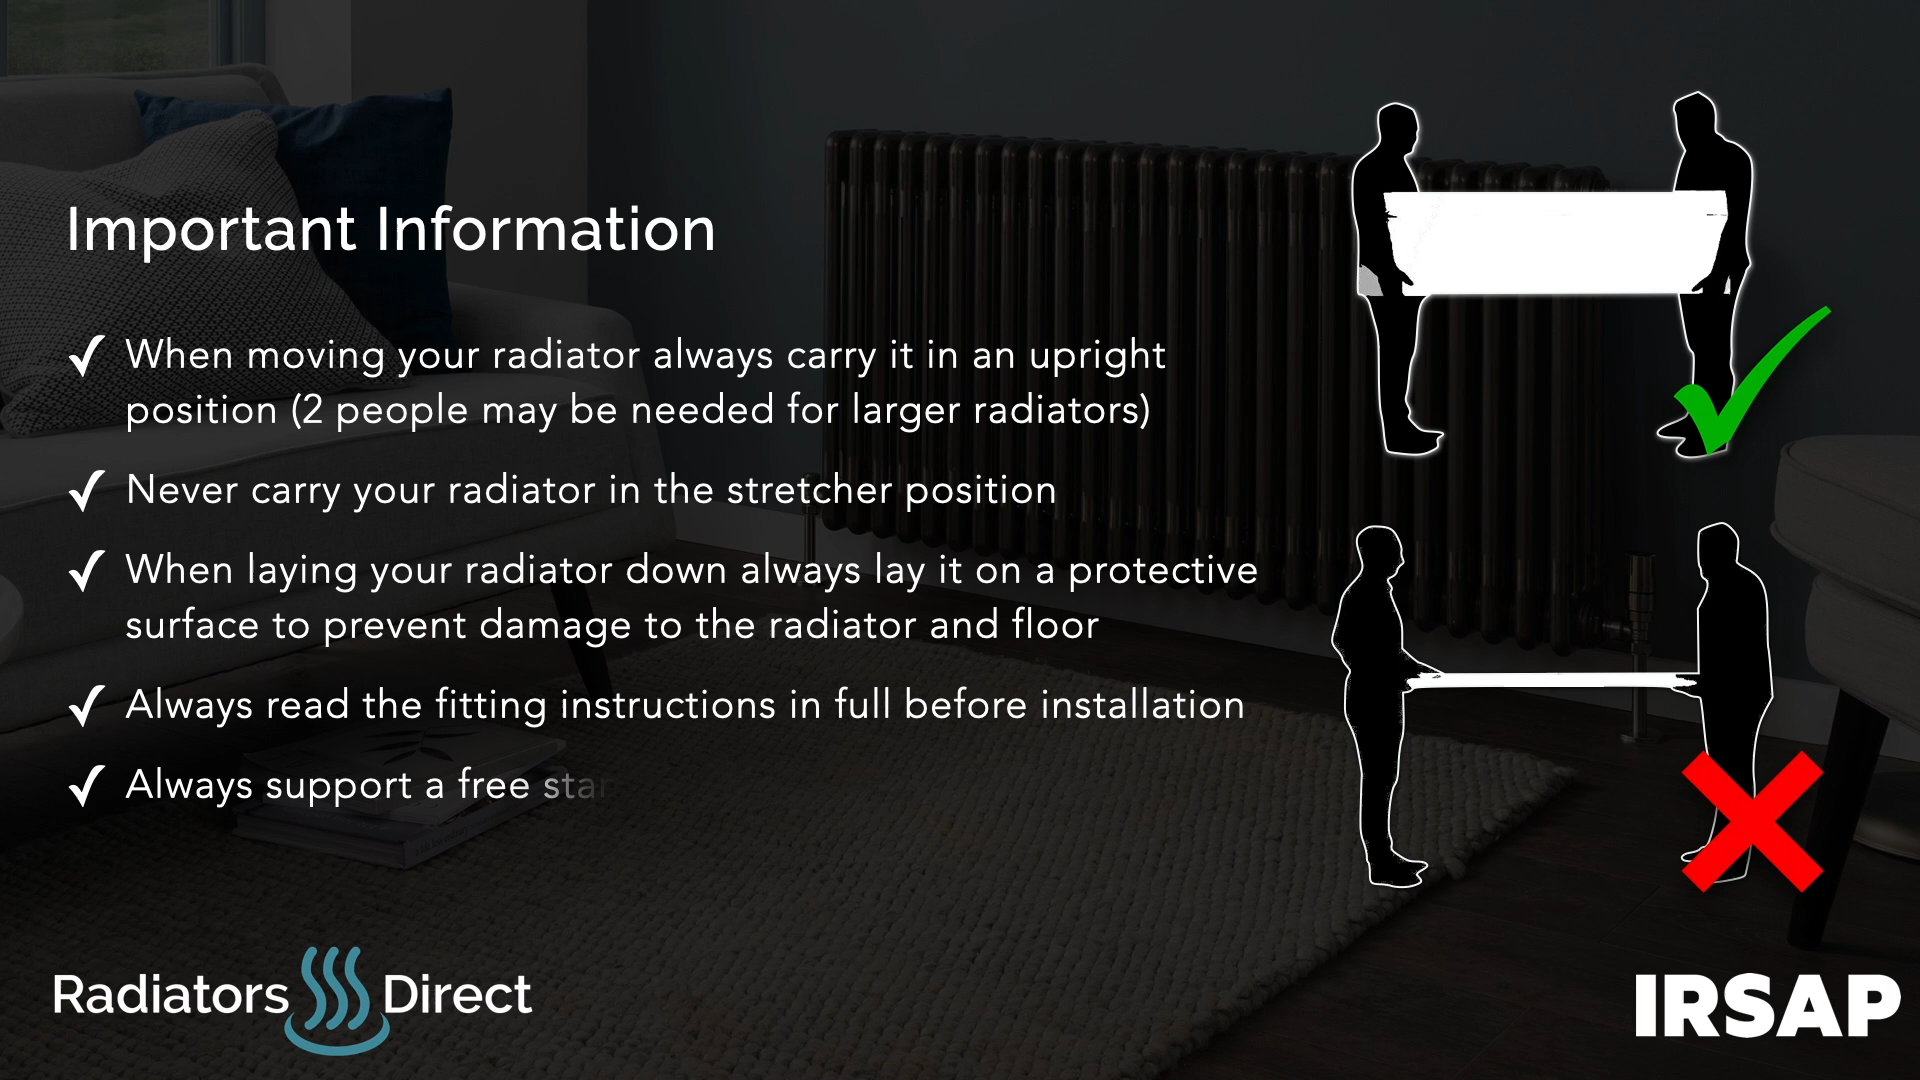 Important Information
When moving your radiator always carry it in an upright
position (2 people may be needed for larger radiators)
Never carry your radiator in the stretcher position
When laying your radiator down always lay it on a protective
surface to prevent damage to the radiator and floor
Always read the fitting instructions in full before installation
Always support a free
Radiators Direct
IRSAP